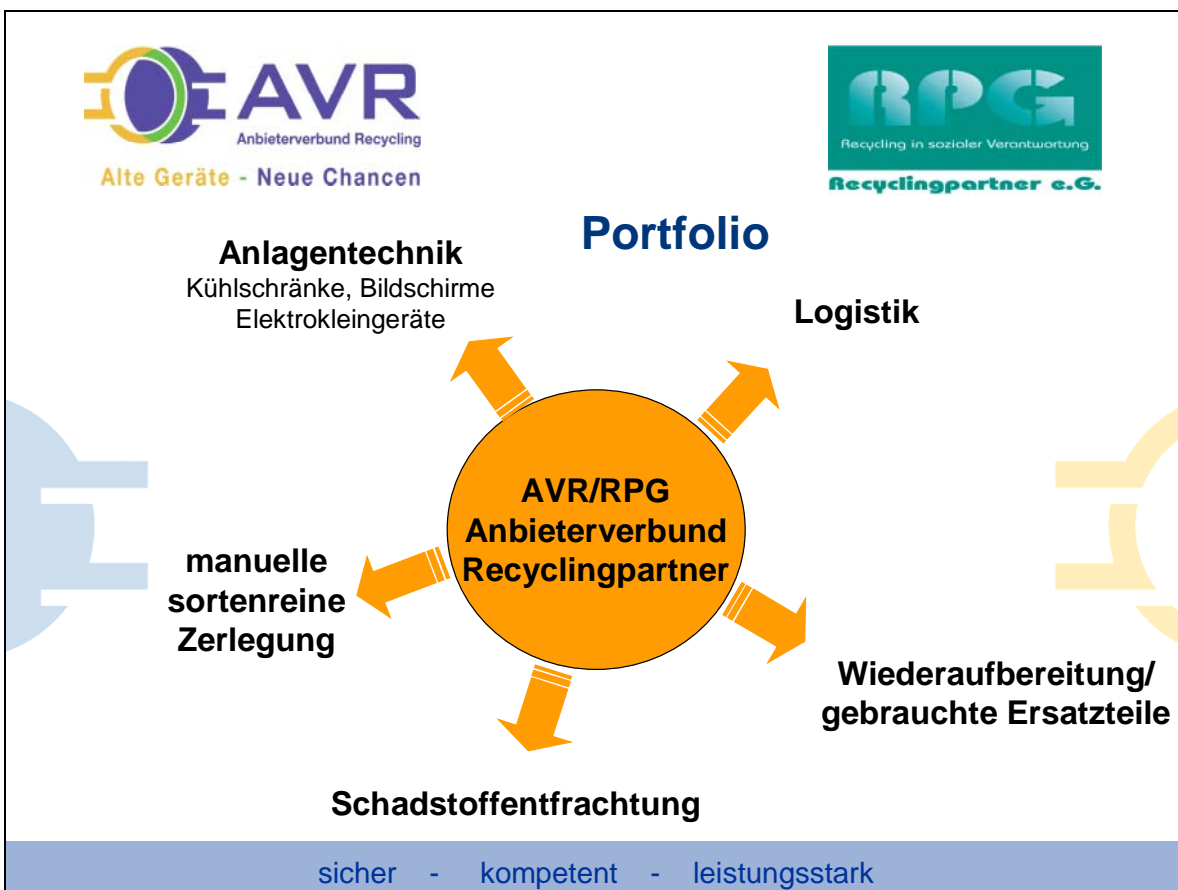 AVR
Anbieterverbund Recycling
Alte Geräte - Neue Chancen
RPG
Recycling in sozialer Verantwortung
Recyclingpartner e.G.
Portfolio
Anlagentechnik
Kühlschränke, Bildschirme
Elektrokleingeräte
Logistik
AVR/RPG
Anbieterverbund
Recyclingpartner
manuelle
sortenreine
Zerlegung
Wiederaufbereitung/
gebrauchte Ersatzteile
Schadstoffentfrachtung
sicher - kompetent - leistungsstark